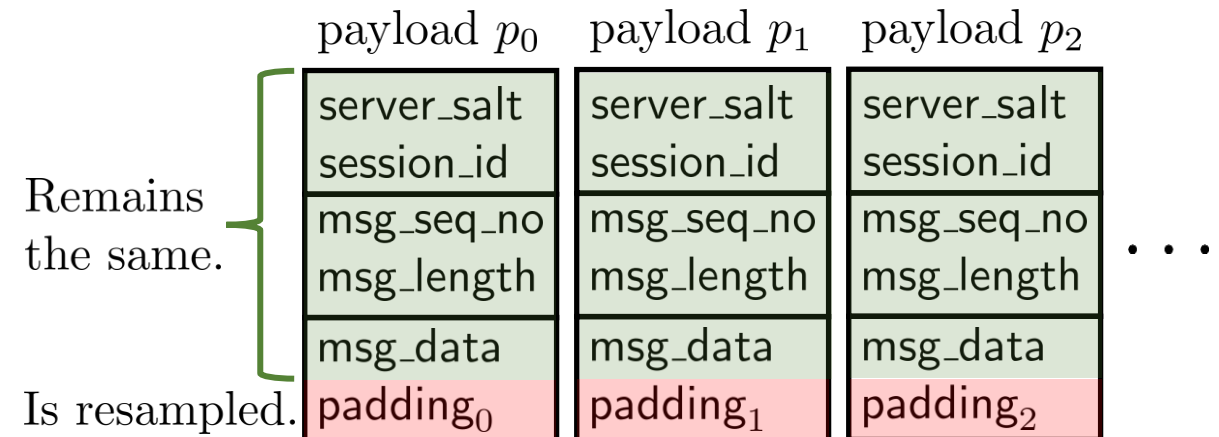 payload p₀ payload p₁ payload p₂
server_salt server_salt server_salt
session_id session_id session_id
Remains
the same.
msg_seq_no msg_seq_no msg_seq_no
msg_length msg_length msg_length
. . .
msg_data msg_data msg_data
Is resampled. padding₀ padding₁ padding₂